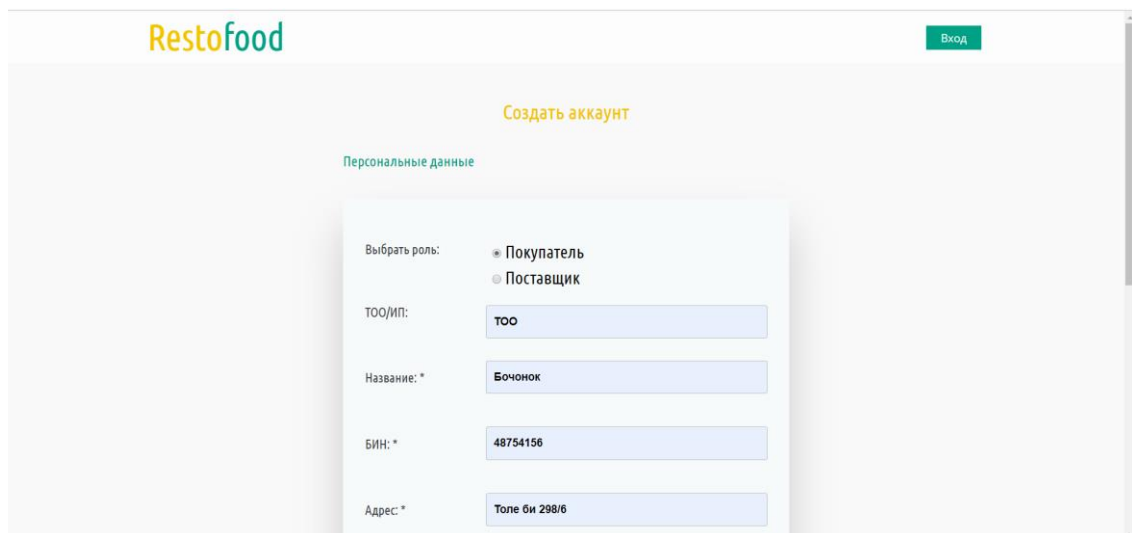 Restofood
Вход
Создать аккаунт
Персональные данные
Выбрать роль:
Покупатель
Поставщик
ТОО/ИП:
ТОО
Название: *
Бочонок
БИН: *
48754156
Адрес: *
Толе би 298/6